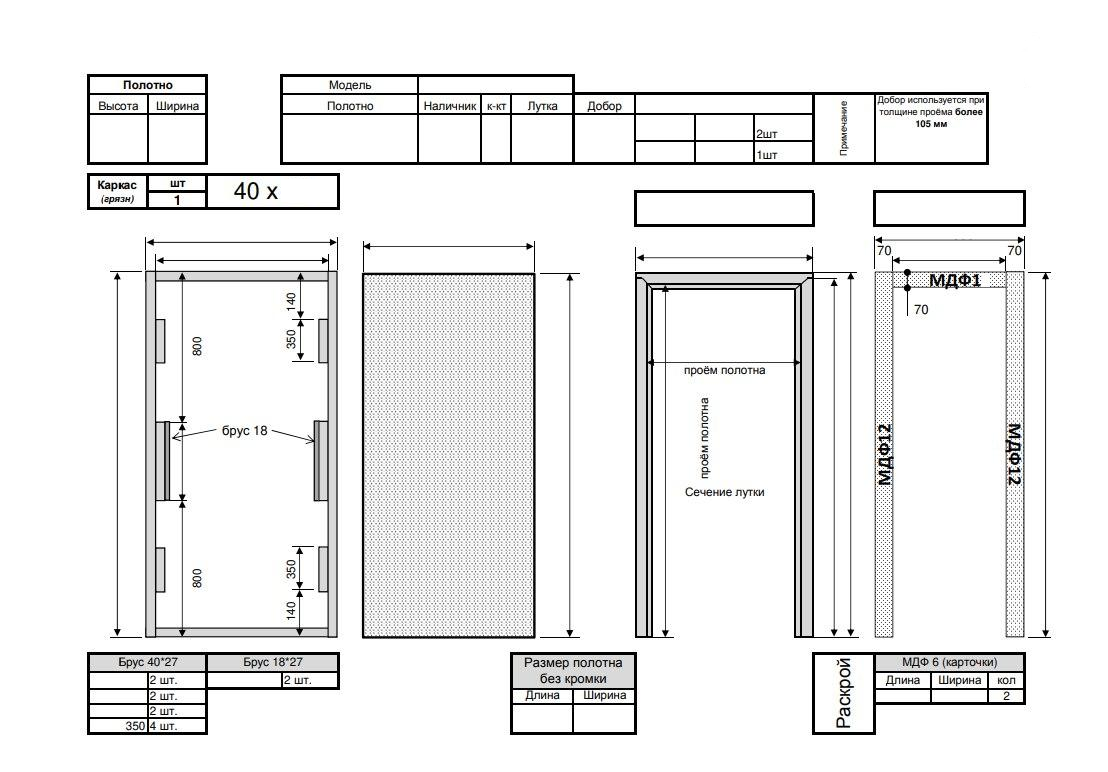 Полотно
Высота Ширина
Модель
Полотно Наличник к-кт Лутка Добор
2шт
1шт
Примечание
Добор используется при
толщине проёма более
105 мм
Каркас
(грязн)
шт
1
40 х
70 70
МДФ1
70
140
350
800
брус 18
800
350
140
проём полотна
проём полотна
Сечение лутки
МДФ12
МДФ12
Брус 40*27 Брус 18*27
2 шт. 2 шт.
2 шт.
2 шт.
350 4 шт.
Размер полотна
без кромки
Длина Ширина
Раскрой
МДФ 6 (карточки)
Длина Ширина кол
2